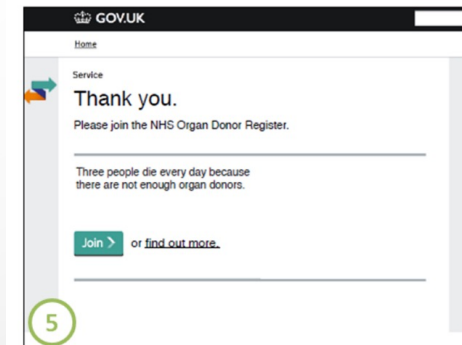 GOV.UK
Home
Service
Thank you.
Please join the NHS Organ Donor Register.
Three people die every day because
there are not enough organ donors.
Join > or find out more.
5